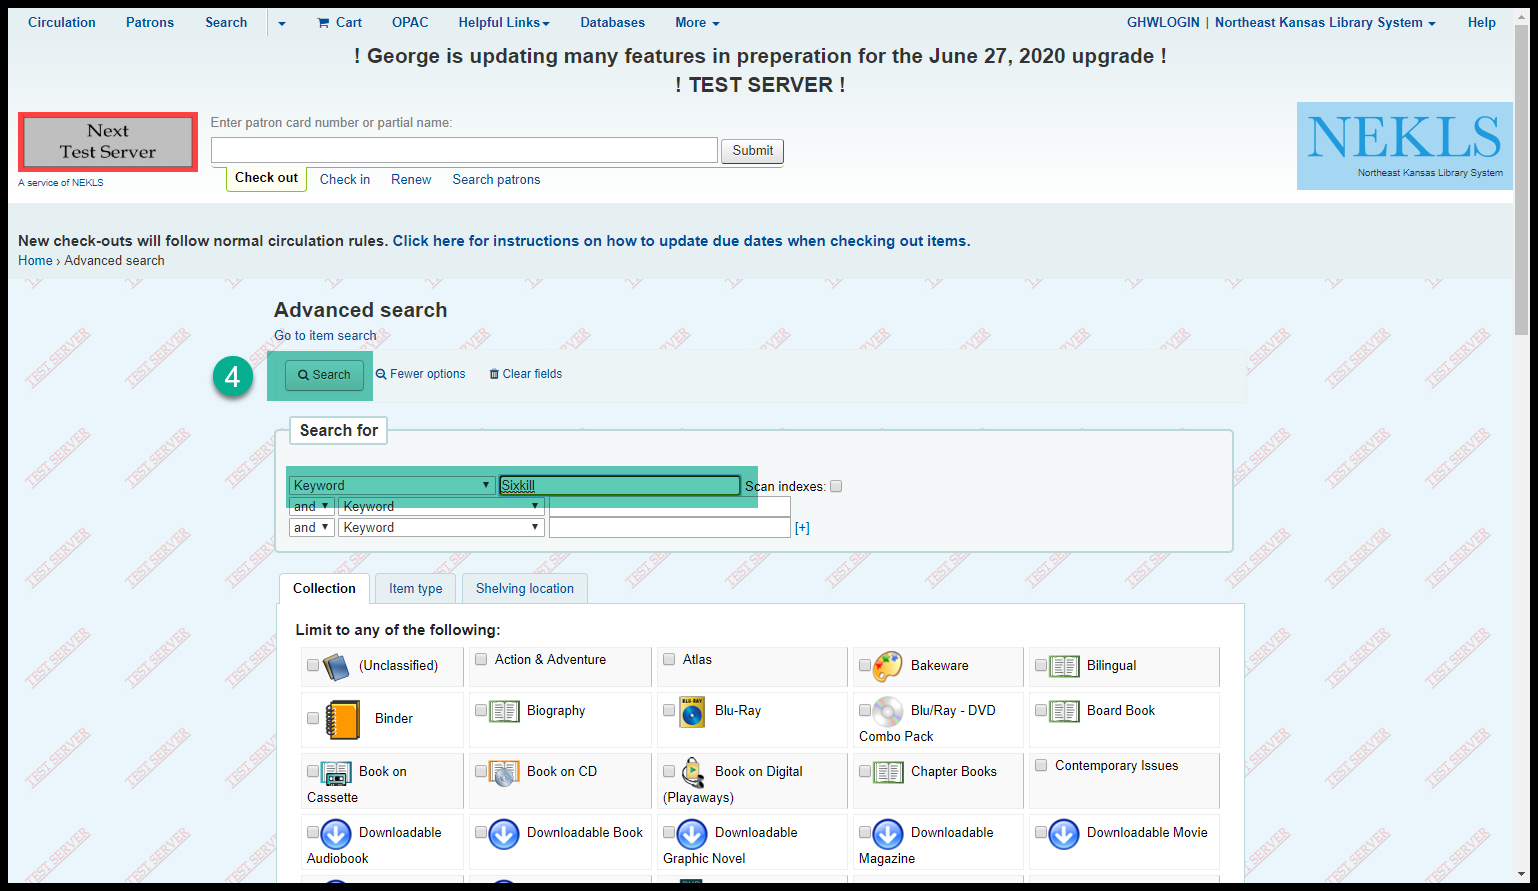 Circulation Patrons Search Cart OPAC Helpful Links Databases More GHWLOGIN | Northeast Kansas Library System Help
! George is updating many features in preperation for the June 27, 2020 upgrade !
! TEST SERVER !
Next
Test Server
A service of NEKLS
Enter patron card number or partial name:
Submit
Check out Check in Renew Search patrons
NEKLS
Northeast Kansas Library System
New check-outs will follow normal circulation rules. Click here for instructions on how to update due dates when checking out items.
Home › Advanced search
Advanced search
Go to item search
4 Search Fewer options Clear fields
Search for
Keyword Sixkill Scan indexes:
and Keyword
and Keyword [+]
Collection Item type Shelving location
Limit to any of the following:
(Unclassified) Action & Adventure Atlas Bakeware Bilingual
Binder Biography Blu-Ray Blu/Ray - DVD Combo Pack Board Book
Book on Cassette Book on CD Book on Digital (Playaways) Chapter Books Contemporary Issues
Downloadable Audiobook Downloadable Book Downloadable Graphic Novel Downloadable Magazine Downloadable Movie
TEST SERVER